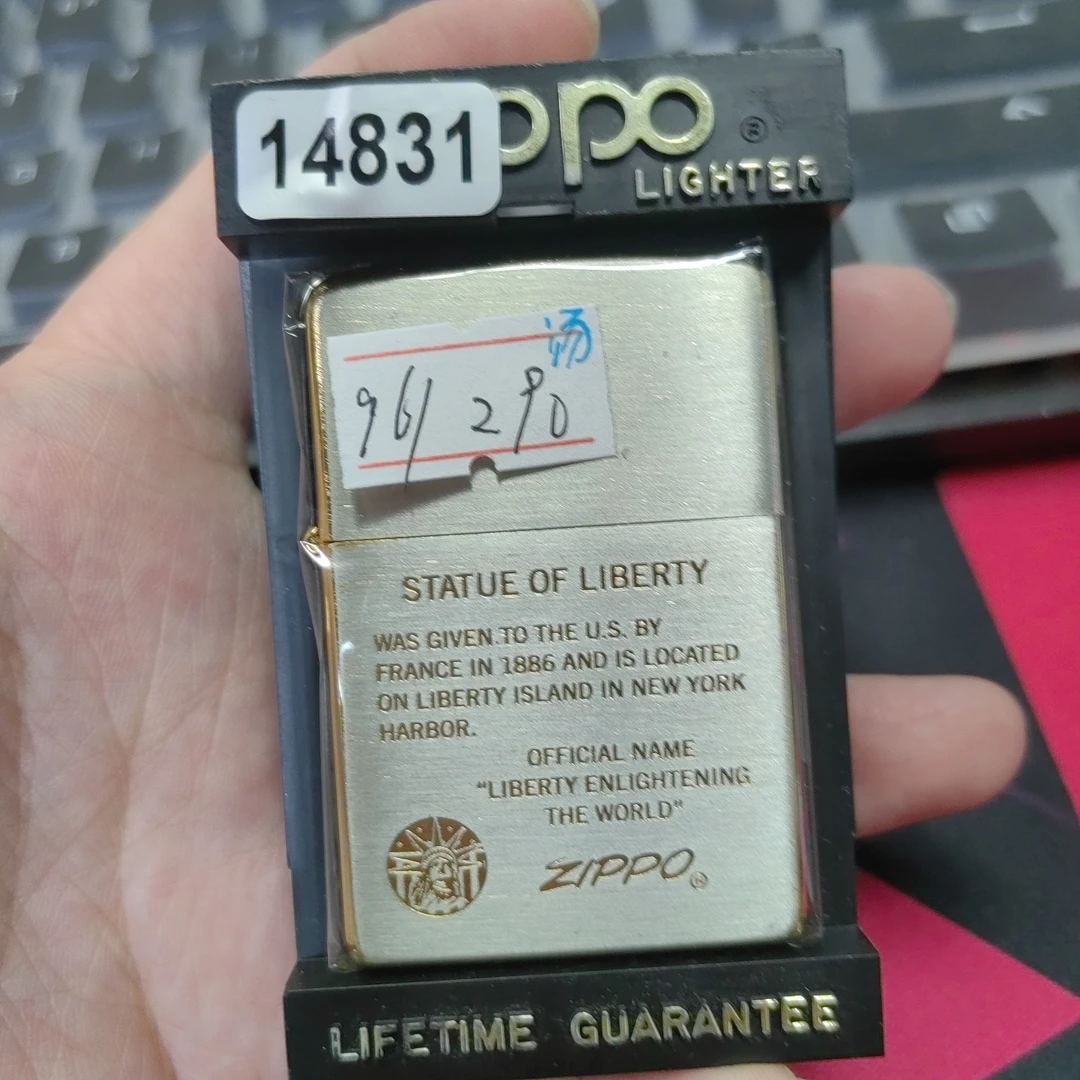 14831
ppo ®
LIGHTER
汤
96/ 290
STATUE OF LIBERTY
WAS GIVEN TO THE U.S. BY
FRANCE IN 1886 AND IS LOCATED
ON LIBERTY ISLAND IN NEW YORK
HARBOR.
OFFICIAL NAME
“LIBERTY ENLIGHTENING
THE WORLD”
ZIPPO ®
LIFETIME GUARANTEE